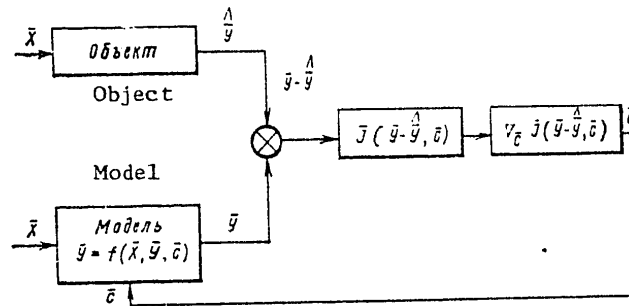 X̄
Объект
ŷ̄
Object
ȳ-ŷ̄
J̄(ȳ-ŷ̄, c̄)
∇c̄ J̄(ȳ-ŷ̄, c̄)
Model
X̄
Модель
ȳ = f(X̄, ȳ, c̄)
ȳ
c̄